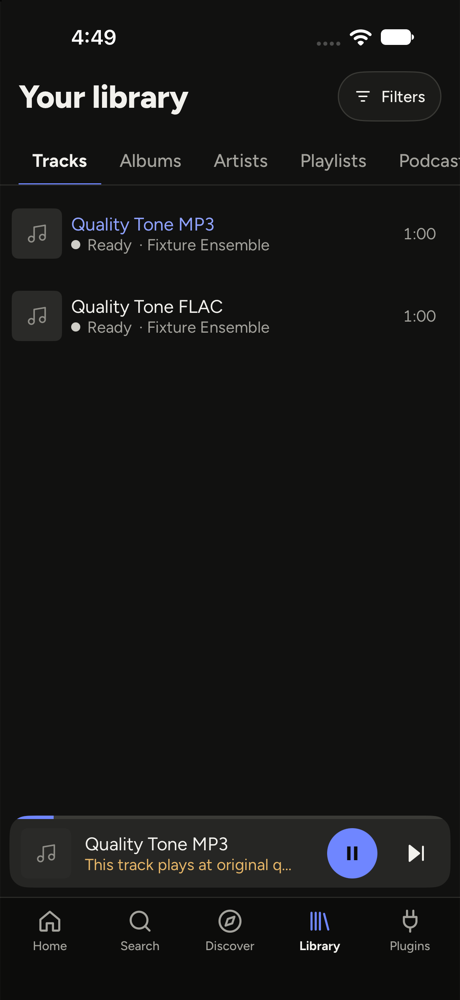 4:49
Your library
Filters
Tracks Albums Artists Playlists Podcas
Quality Tone MP3
Ready · Fixture Ensemble
1:00
Quality Tone FLAC
Ready · Fixture Ensemble
1:00
Quality Tone MP3
This track plays at original q...
Home Search Discover Library Plugins